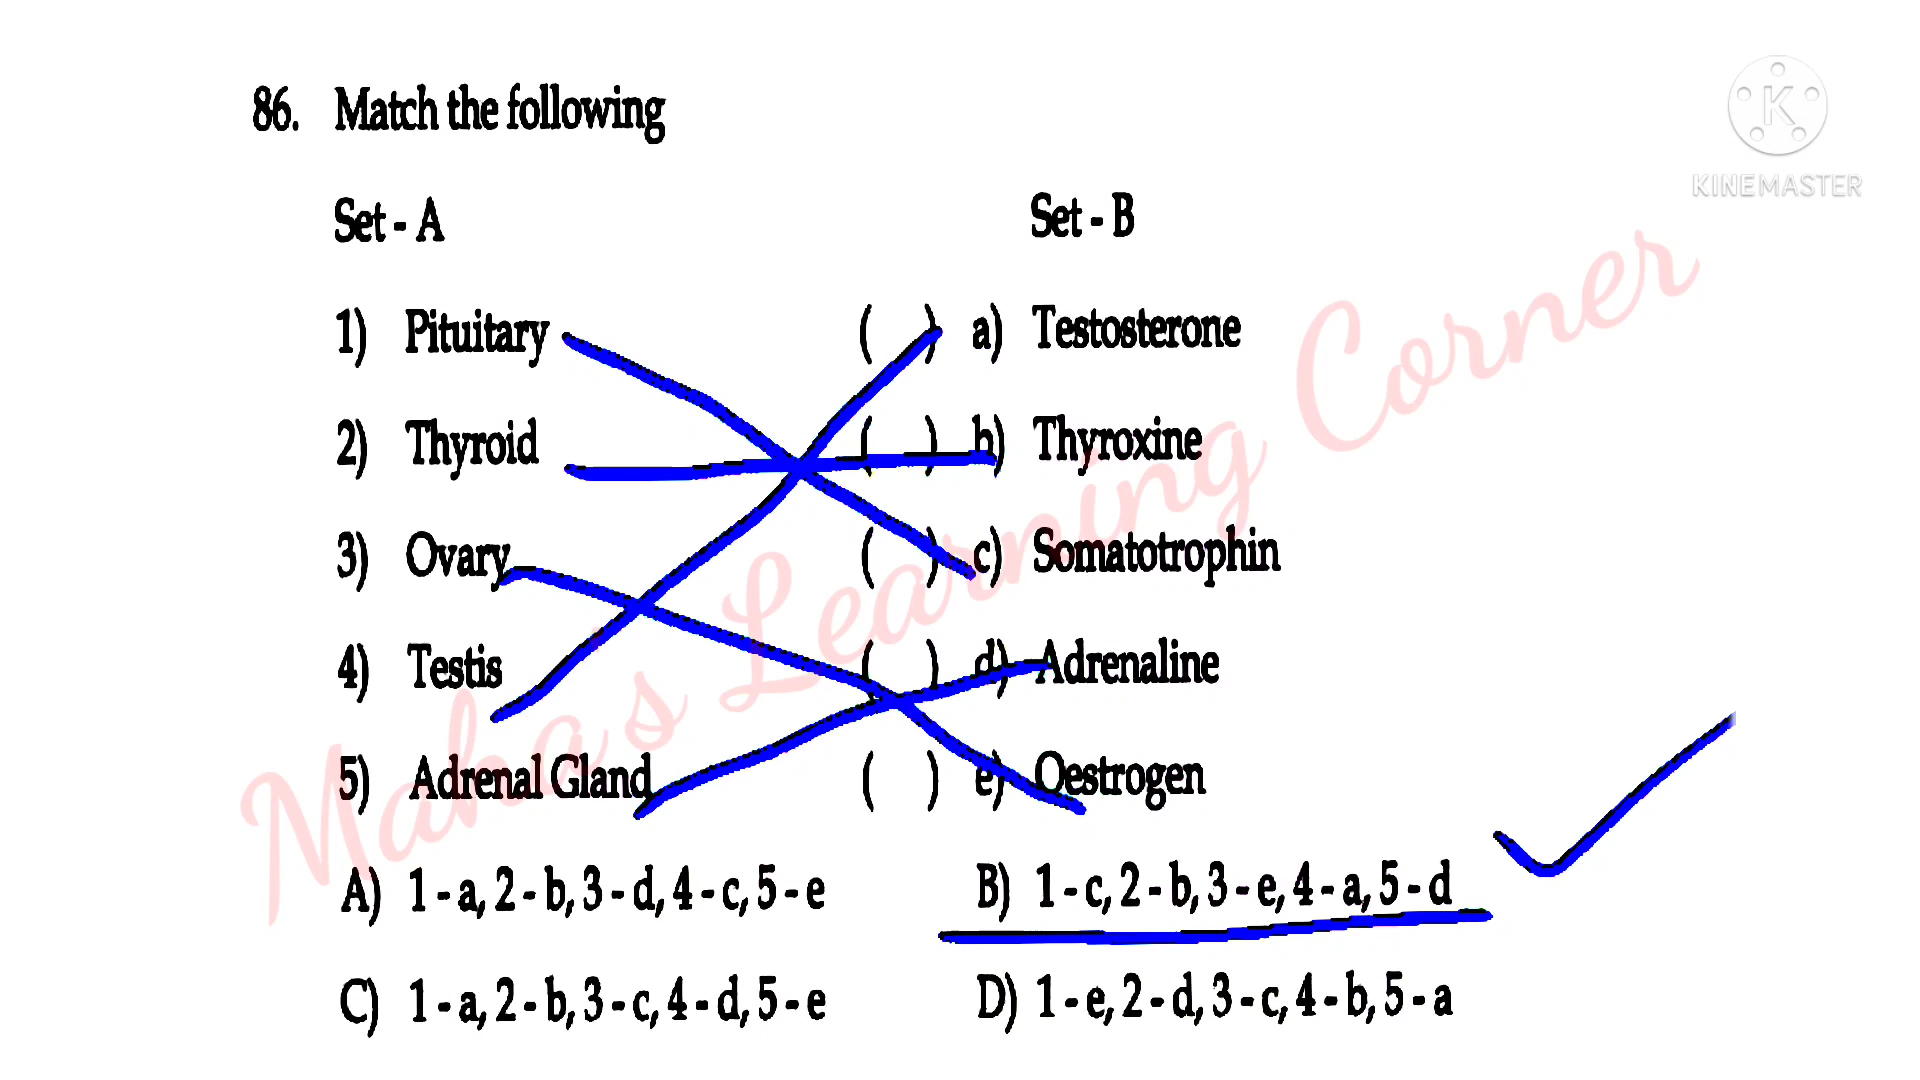 86. Match the following
KINEMASTER
Set - A Set - B
1) Pituitary ( ) a) Testosterone
2) Thyroid ( ) b) Thyroxine
3) Ovary ( ) c) Somatotrophin
4) Testis ( ) d) Adrenaline
5) Adrenal Gland ( ) e) Oestrogen
A) 1 - a, 2 - b, 3 - d, 4 - c, 5 - e B) 1 - c, 2 - b, 3 - e, 4 - a, 5 - d
C) 1 - a, 2 - b, 3 - c, 4 - d, 5 - e D) 1 - e, 2 - d, 3 - c, 4 - b, 5 - a
Maha's Learning Corner